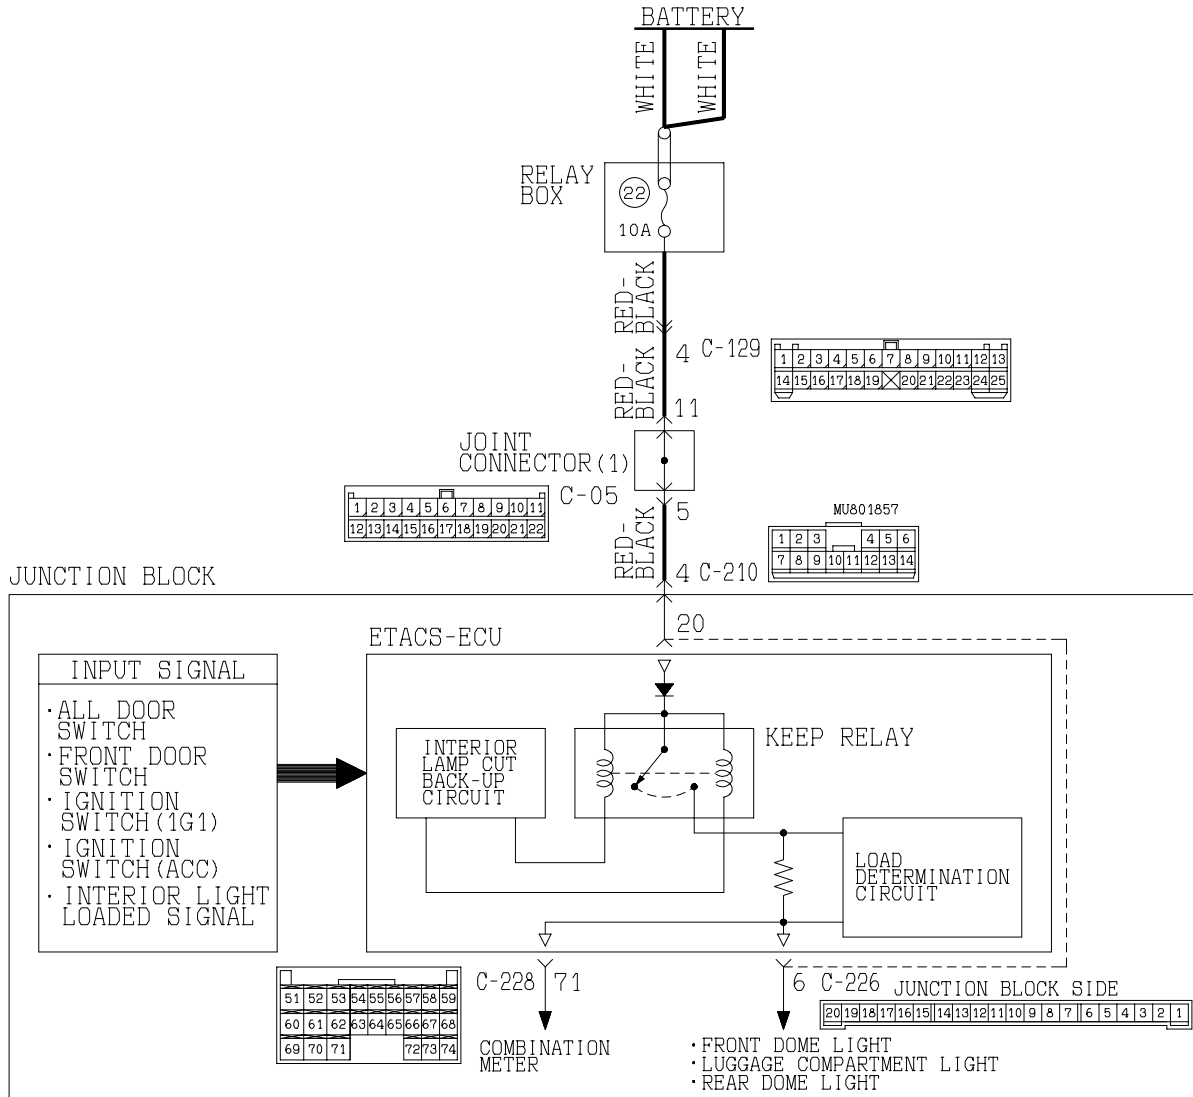 BATTERY
WHITE
WHITE
RELAY
BOX
22
10A
RED-
BLACK
4
C-129
1 2 3 4 5 6 7 8 9 10 11 12 13
14 15 16 17 18 19 20 21 22 23 24 25
RED-
BLACK
11
JOINT
CONNECTOR(1)
C-05
1 2 3 4 5 6 7 8 9 10 11
12 13 14 15 16 17 18 19 20 21 22
5
RED-
BLACK
MU801857
1 2 3 4 5 6
7 8 9 10 11 12 13 14
4
C-210
JUNCTION BLOCK
20
ETACS-ECU
INPUT SIGNAL
·ALL DOOR
SWITCH
·FRONT DOOR
SWITCH
·IGNITION
SWITCH(1G1)
·IGNITION
SWITCH(ACC)
·INTERIOR LIGHT
LOADED SIGNAL
INTERIOR
LAMP CUT
BACK-UP
CIRCUIT
KEEP RELAY
LOAD
DETERMINATION
CIRCUIT
C-228
71
51 52 53 54 55 56 57 58 59
60 61 62 63 64 65 66 67 68
69 70 71 72 73 74
COMBINATION
METER
6
C-226
JUNCTION BLOCK SIDE
20 19 18 17 16 15 14 13 12 11 10 9 8 7 6 5 4 3 2 1
·FRONT DOME LIGHT
·LUGGAGE COMPARTMENT LIGHT
·REAR DOME LIGHT